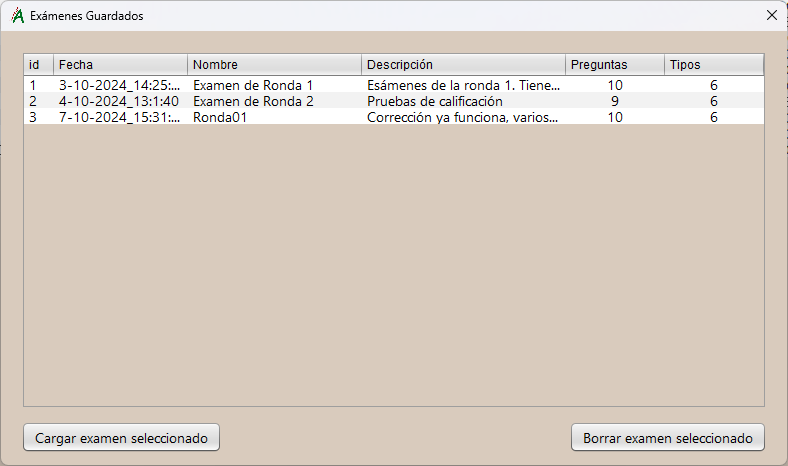 Exámenes Guardados
id Fecha Nombre Descripción Preguntas Tipos
1 3-10-2024_14:25:... Examen de Ronda 1 Esámenes de la ronda 1. Tiene... 10 6
2 4-10-2024_13:1:40 Examen de Ronda 2 Pruebas de calificación 9 6
3 7-10-2024_15:31:... Ronda01 Corrección ya funciona, varios... 10 6
Cargar examen seleccionado Borrar examen seleccionado